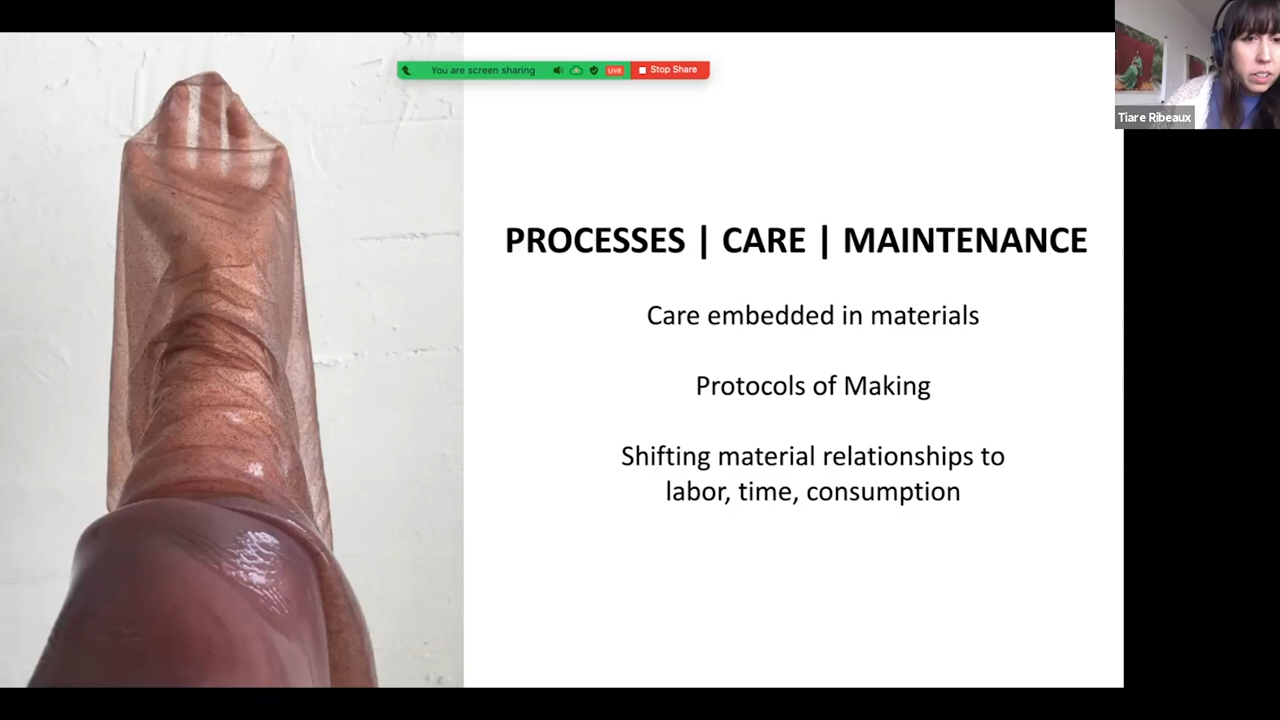 You are screen sharing
LIVE
Stop Share
Tiare Ribeaux
PROCESSES | CARE | MAINTENANCE
Care embedded in materials
Protocols of Making
Shifting material relationships to
labor, time, consumption